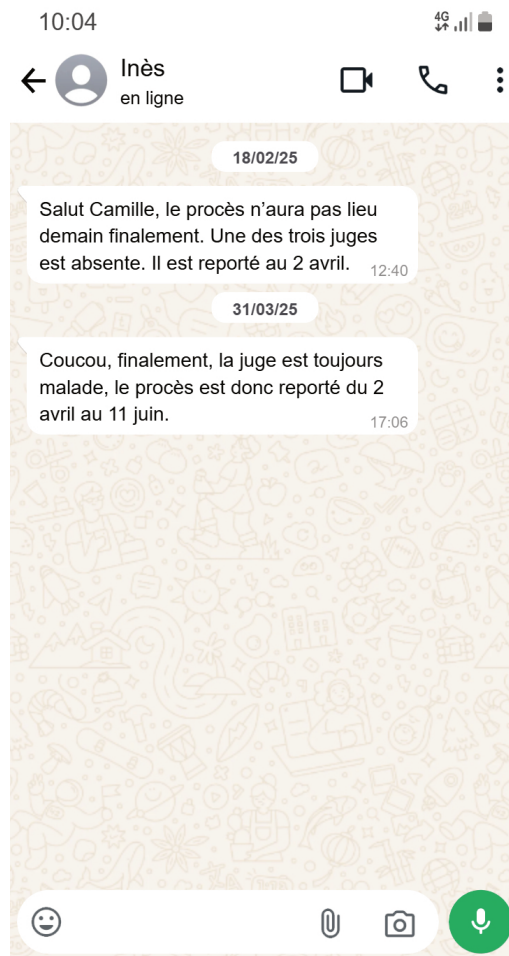 10:04
4G
Inès
en ligne
18/02/25
Salut Camille, le procès n’aura pas lieu
demain finalement. Une des trois juges
est absente. Il est reporté au 2 avril.
12:40
31/03/25
Coucou, finalement, la juge est toujours
malade, le procès est donc reporté du 2
avril au 11 juin.
17:06